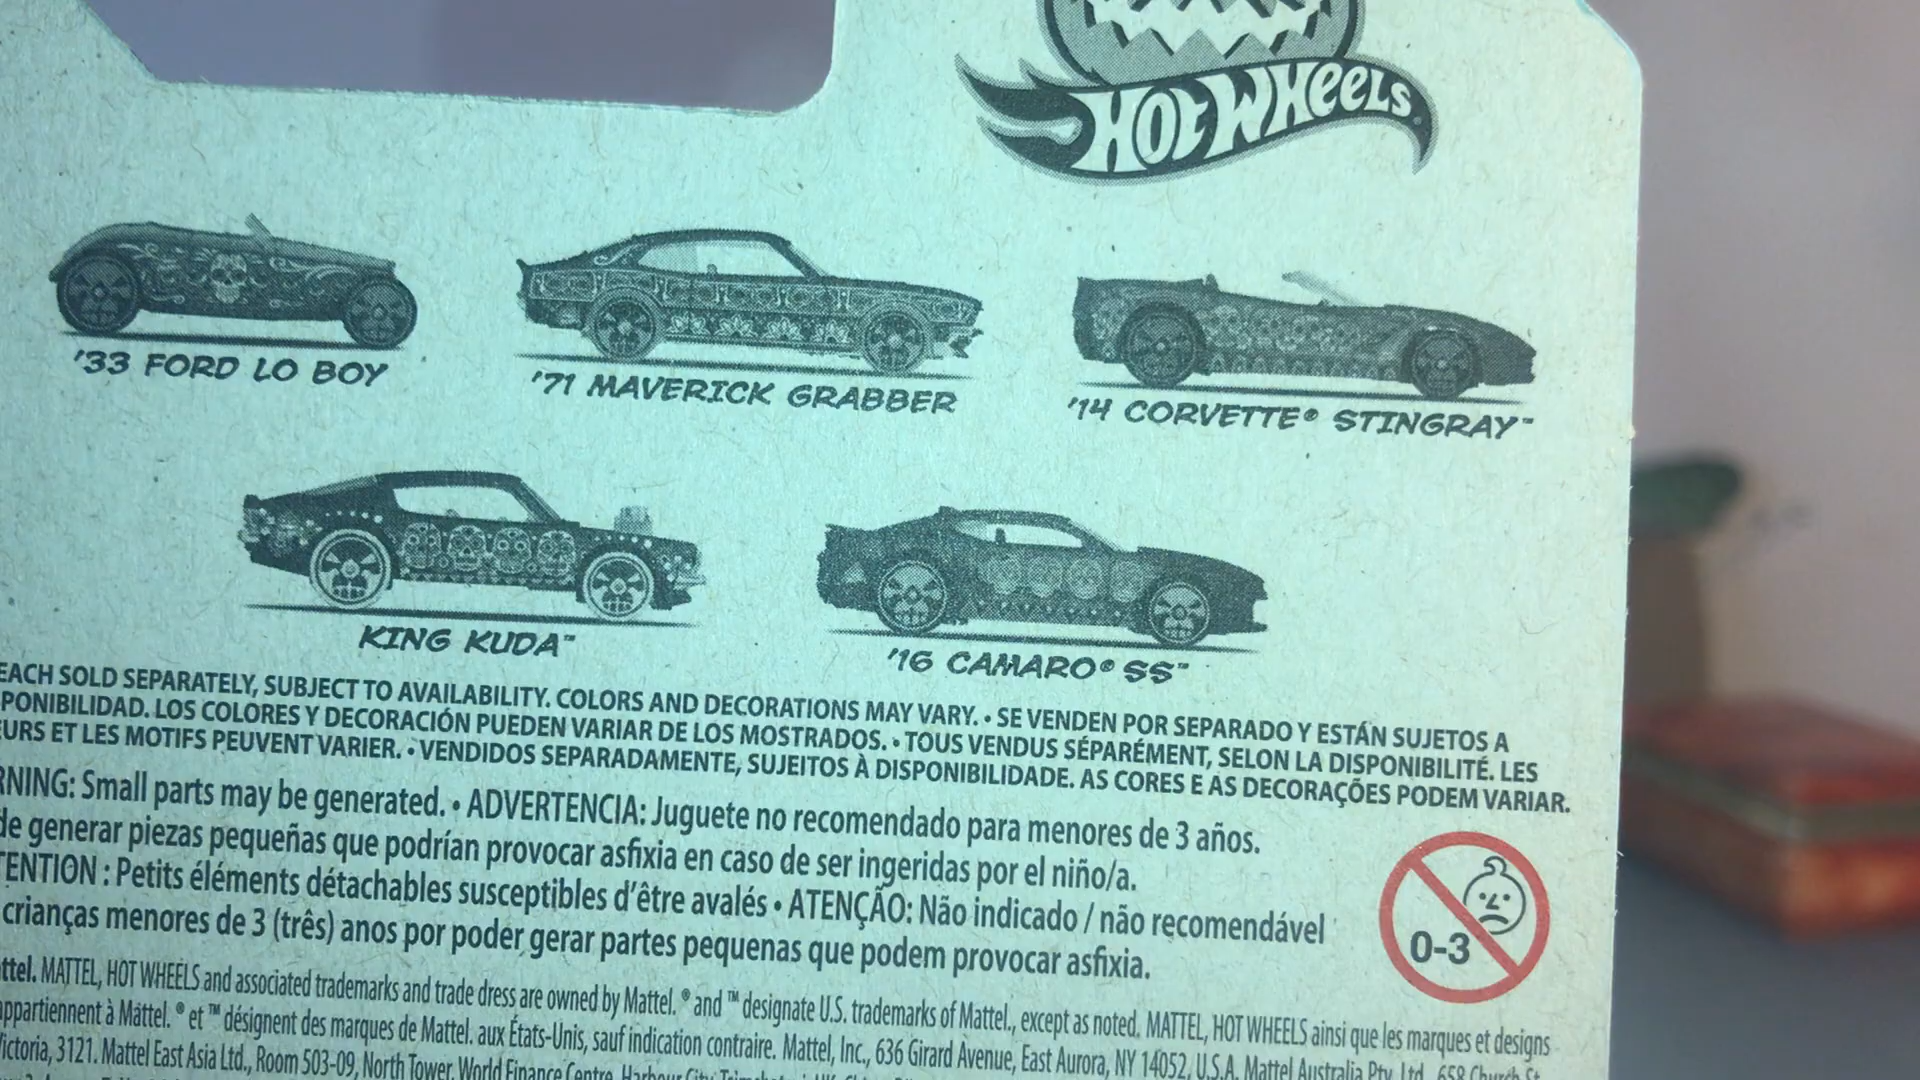 HOT WHEELS®
'33 FORD LO BOY
'71 MAVERICK GRABBER
'14 CORVETTE® STINGRAY™
KING KUDA™
'16 CAMARO® SS™
EACH SOLD SEPARATELY, SUBJECT TO AVAILABILITY. COLORS AND DECORATIONS MAY VARY. • SE VENDEN POR SEPARADO Y ESTÁN SUJETOS A
PONIBILIDAD. LOS COLORES Y DECORACIÓN PUEDEN VARIAR DE LOS MOSTRADOS. • TOUS VENDUS SÉPARÉMENT, SELON LA DISPONIBILITÉ. LES
EURS ET LES MOTIFS PEUVENT VARIER. • VENDIDOS SEPARADAMENTE, SUJEITOS À DISPONIBILIDADE. AS CORES E AS DECORAÇÕES PODEM VARIAR.
RNING: Small parts may be generated. • ADVERTENCIA: Juguete no recomendado para menores de 3 años.
de generar piezas pequeñas que podrían provocar asfixia en caso de ser ingeridas por el niño/a.
TENTION : Petits éléments détachables susceptibles d'être avalés • ATENÇÃO: Não indicado / não recomendável
crianças menores de 3 (três) anos por poder gerar partes pequenas que podem provocar asfixia.
0-3
ttel. MATTEL, HOT WHEELS and associated trademarks and trade dress are owned by Mattel. ® and ™ designate U.S. trademarks of Mattel., except as noted. MATTEL, HOT WHEELS ainsi que les marques et designs
appartiennent à Mattel. ® et ™ désignent des marques de Mattel. aux États-Unis, sauf indication contraire. Mattel, Inc., 636 Girard Avenue, East Aurora, NY 14052, U.S.A. Mattel Australia Pty. Ltd., 658 Church St.
Victoria, 3121. Mattel East Asia Ltd., Room 503-09, North Tower, World Finance Centre, Harbour City,